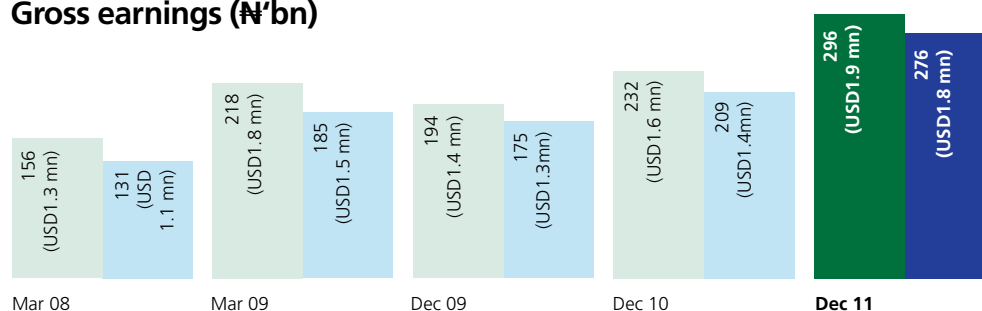 Gross earnings (₦'bn)
156
(USD1.3 mn)
131
(USD
1.1 mn)
218
(USD1.8 mn)
185
(USD1.5 mn)
194
(USD1.4 mn)
175
(USD1.3mn)
232
(USD1.6 mn)
209
(USD1.4mn)
296
(USD1.9 mn)
276
(USD1.8 mn)
Mar 08
Mar 09
Dec 09
Dec 10
Dec 11